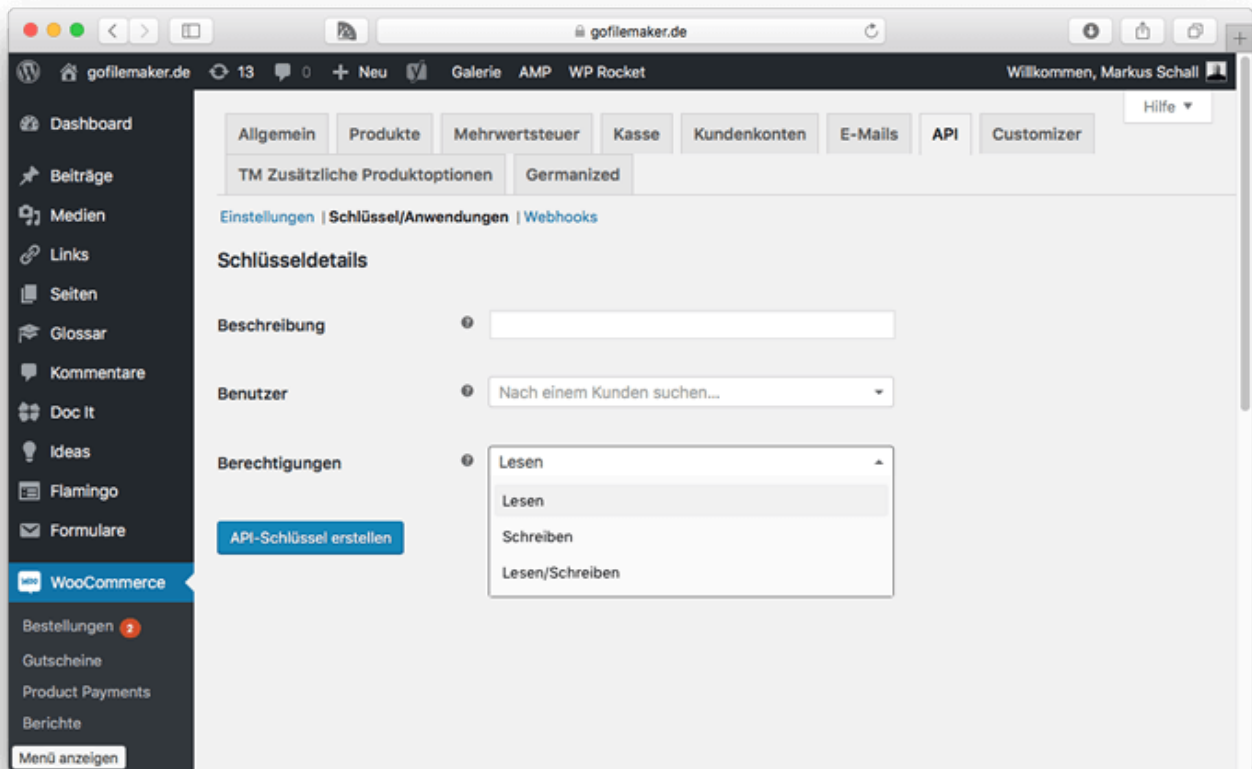 gofilemaker.de
gofilemaker.de 13 0 + Neu Galerie AMP WP Rocket Willkommen, Markus Schall
Hilfe
Dashboard
Beiträge
Medien
Links
Seiten
Glossar
Kommentare
Doc It
Ideas
Flamingo
Formulare
WooCommerce
Bestellungen 2
Gutscheine
Product Payments
Berichte
Menü anzeigen
Allgemein Produkte Mehrwertsteuer Kasse Kundenkonten E-Mails API Customizer
TM Zusätzliche Produktoptionen Germanized
Einstellungen | Schlüssel/Anwendungen | Webhooks
Schlüsseldetails
Beschreibung
Benutzer Nach einem Kunden suchen...
Berechtigungen Lesen
Lesen
Schreiben
Lesen/Schreiben
API-Schlüssel erstellen